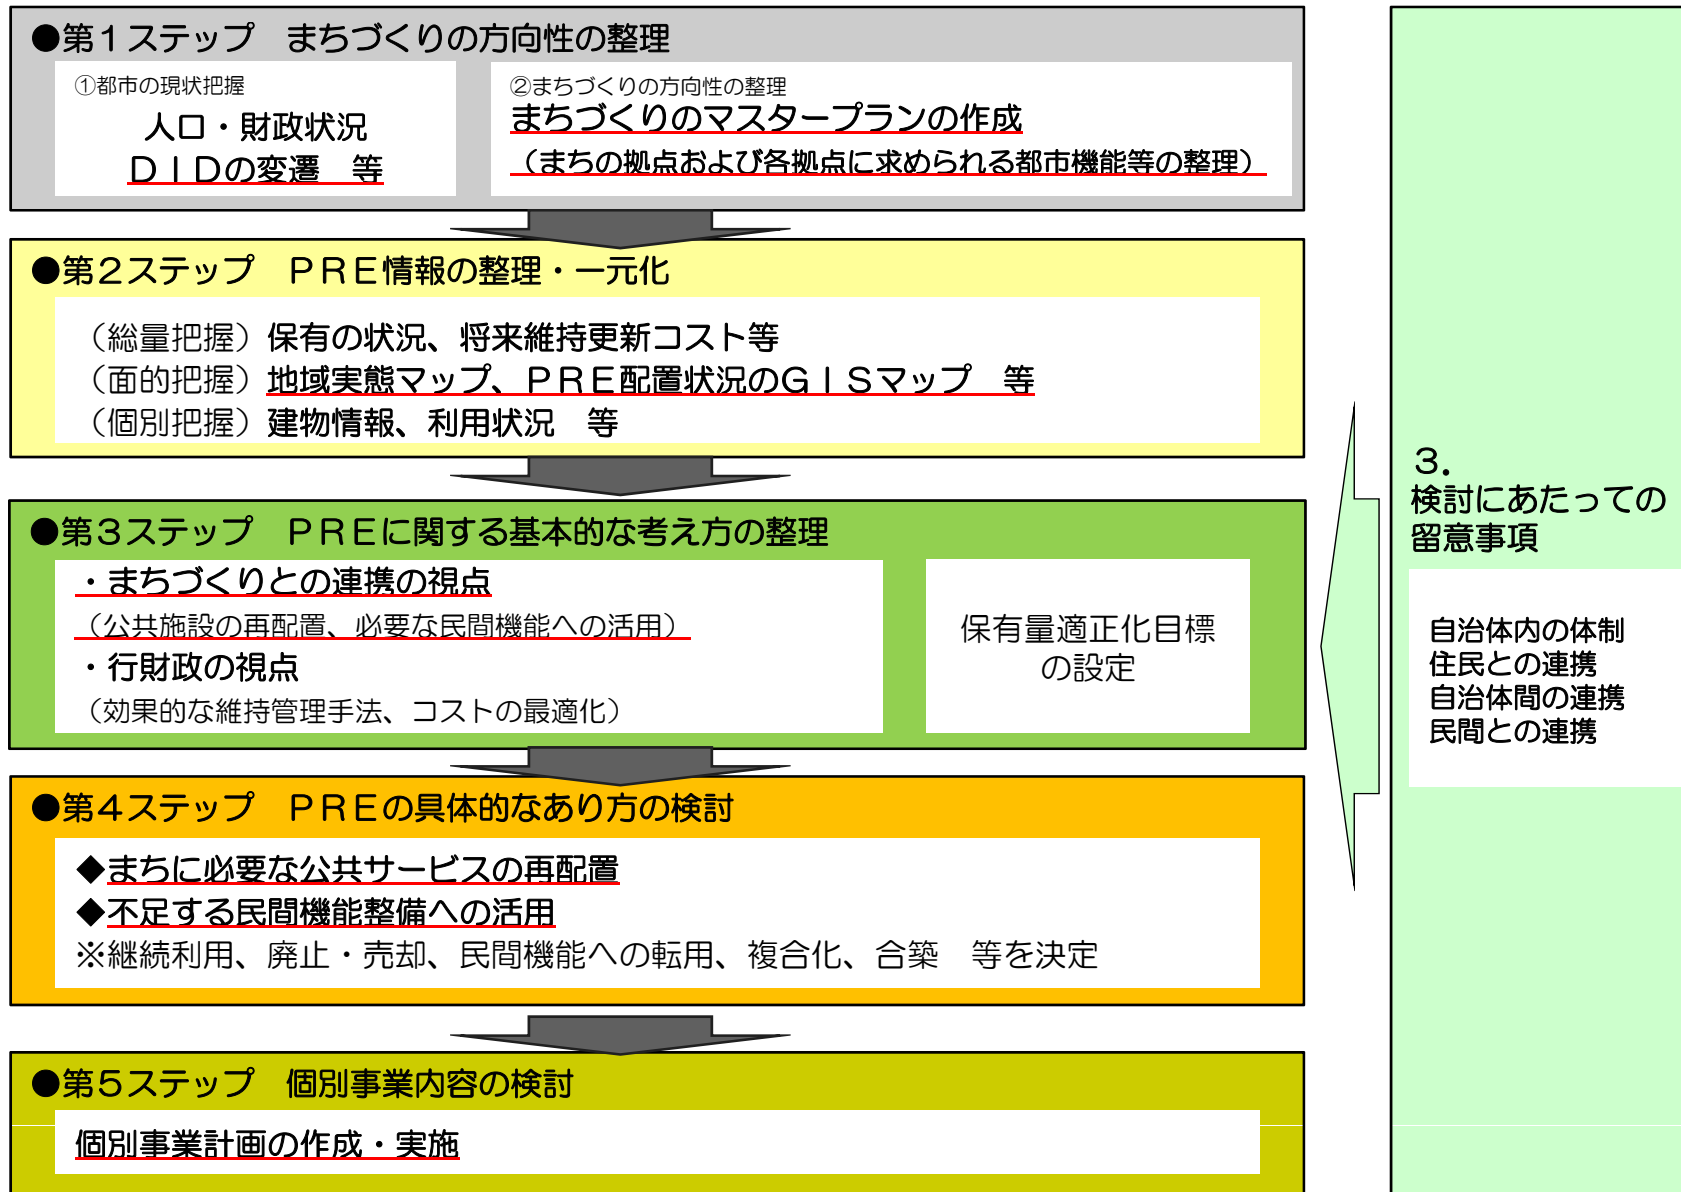 ●第1ステップ　まちづくりの方向性の整理
①都市の現状把握
人口・財政状況
ＤＩＤの変遷　等
②まちづくりの方向性の整理
まちづくりのマスタープランの作成
（まちの拠点および各拠点に求められる都市機能等の整理）
●第2ステップ　ＰＲＥ情報の整理・一元化
（総量把握）保有の状況、将来維持更新コスト等
（面的把握）地域実態マップ、ＰＲＥ配置状況のＧＩＳマップ　等
（個別把握）建物情報、利用状況　等
●第3ステップ　ＰＲＥに関する基本的な考え方の整理
・まちづくりとの連携の視点
（公共施設の再配置、必要な民間機能への活用）
・行財政の視点
（効果的な維持管理手法、コストの最適化）
保有量適正化目標
の設定
●第4ステップ　ＰＲＥの具体的なあり方の検討
◆まちに必要な公共サービスの再配置
◆不足する民間機能整備への活用
※継続利用、廃止・売却、民間機能への転用、複合化、合築　等を決定
●第5ステップ　個別事業内容の検討
個別事業計画の作成・実施
3．
検討にあたっての
留意事項
自治体内の体制
住民との連携
自治体間の連携
民間との連携